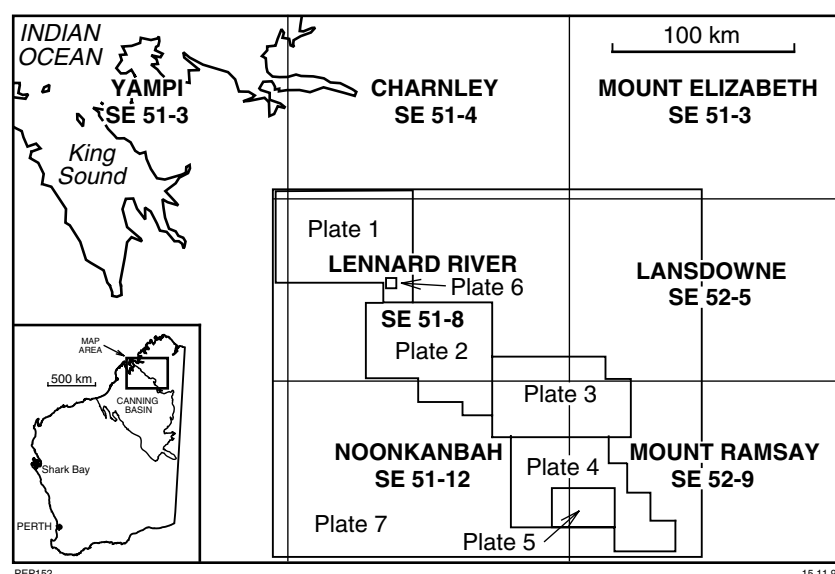 INDIAN
OCEAN
100 km
YAMPI
SE 51-3
CHARNLEY
SE 51-4
MOUNT ELIZABETH
SE 51-3
King
Sound
Plate 1
LENNARD RIVER
Plate 6
SE 51-8
LANSDOWNE
SE 52-5
Plate 2
MAP
AREA
500 km
CANNING
BASIN
Shark Bay
PERTH
Plate 3
NOONKANBAH
SE 51-12
Plate 4
MOUNT RAMSAY
SE 52-9
Plate 7
Plate 5